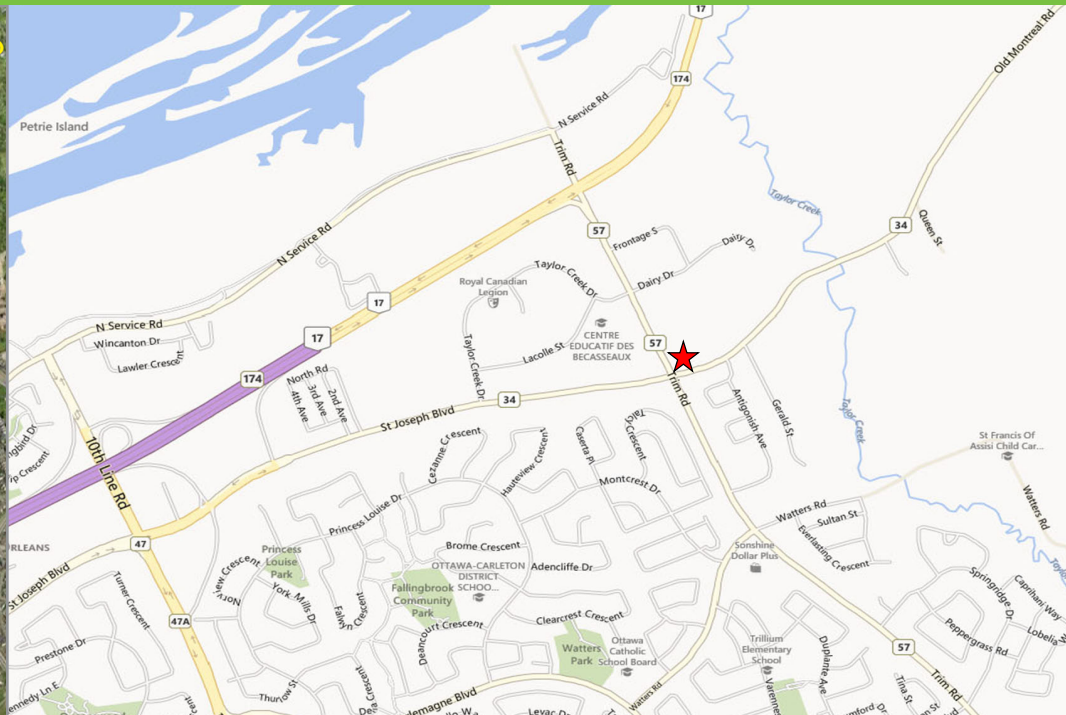 17
Old Montreal Rd
174
Petrie Island
N Service Rd
Trim Rd
Taylor Creek
34
Queen St
57
Frontage S
Dairy Dr
N Service Rd
Taylor Creek Dr
Dairy Dr
Royal Canadian
Legion
17
N Service Rd
CENTRE
EDUCATIF DES
BECASSEAUX
17
57
Wincanton Dr
Lawler Crescent
Taylor Creek Dr
Lacolle St
174
North Rd
2nd Ave
3rd Ave
4th Ave
34
Trim Rd
St Joseph Blvd
Antigonish Ave
Gerald St
Taylor Creek
10th Line Rd
Cezanne Crescent
Hauteview Crescent
Caserta Pl
Montcrest Dr
St Francis Of
Assisi Child Car...
Princess Louise Dr
Watters Rd
Sultan St
Watters Rd
Everlasting Crescent
47
Princess
Louise
Park
Brome Crescent
OTTAWA-CARLETON
DISTRICT
SCHOO...
Adencliffe Dr
Sonshine
Dollar Plus
St Joseph Blvd
Turner Crescent
York Mills Dr
Fallingbrook
Community
Park
Springridge Dr
Caprihani Way
Lobelia
Peppergrass Rd
47A
Deancourt Crescent
Clearcrest Crescent
Watters
Park
Ottawa
Catholic
School Board
Trillium
Elementary
School
Duplante Ave
57
Prestone Dr
Trim Rd
Thurlow St
Watters Rd
Trina St